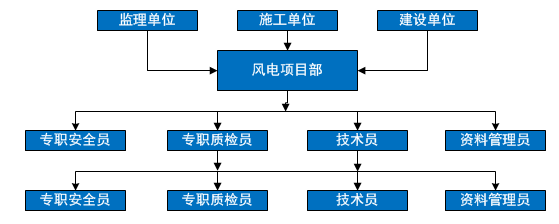 监理单位 施工单位 建设单位
风电项目部
专职安全员 专职质检员 技术员 资料管理员
专职安全员 专职质检员 技术员 资料管理员